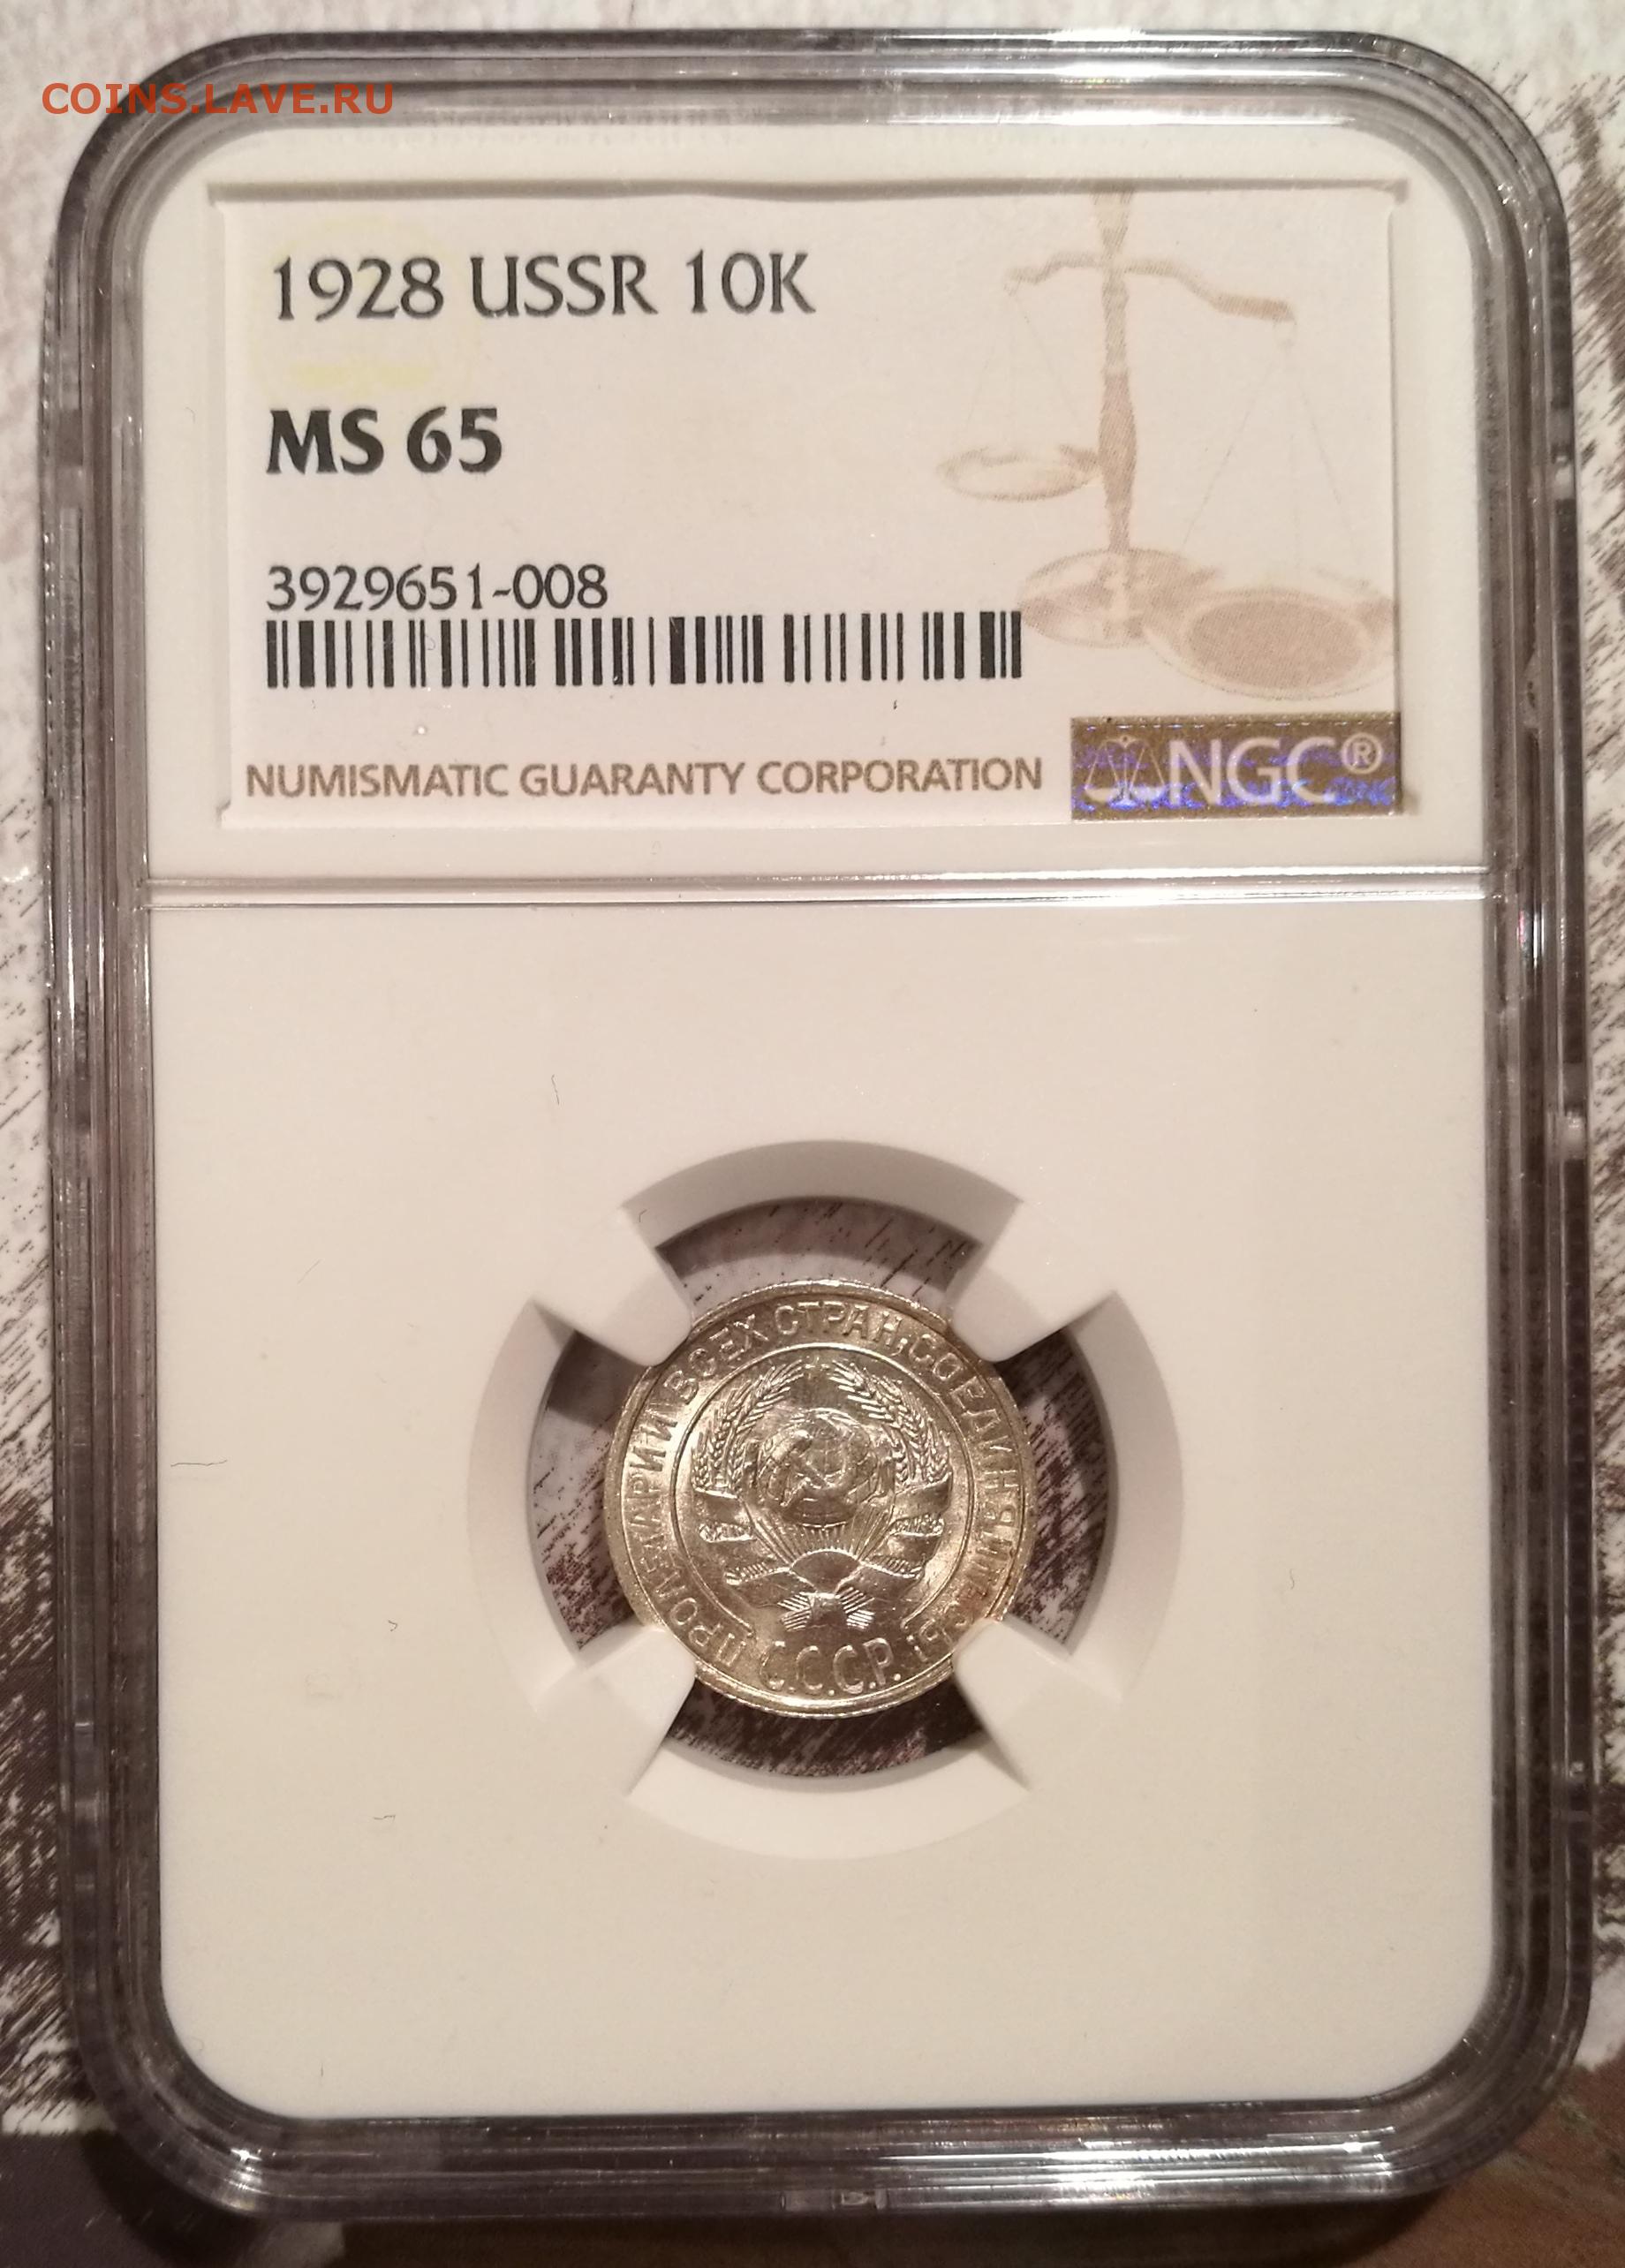 COINS.LAVE.RU
1928 USSR 10K
MS 65
3929651-008
NUMISMATIC GUARANTY CORPORATION NGC®
ПРОЛЕТАРИИ ВСЕХ СТРАН, СОЕДИНЯЙТЕСЬ!
С.С.С.Р.